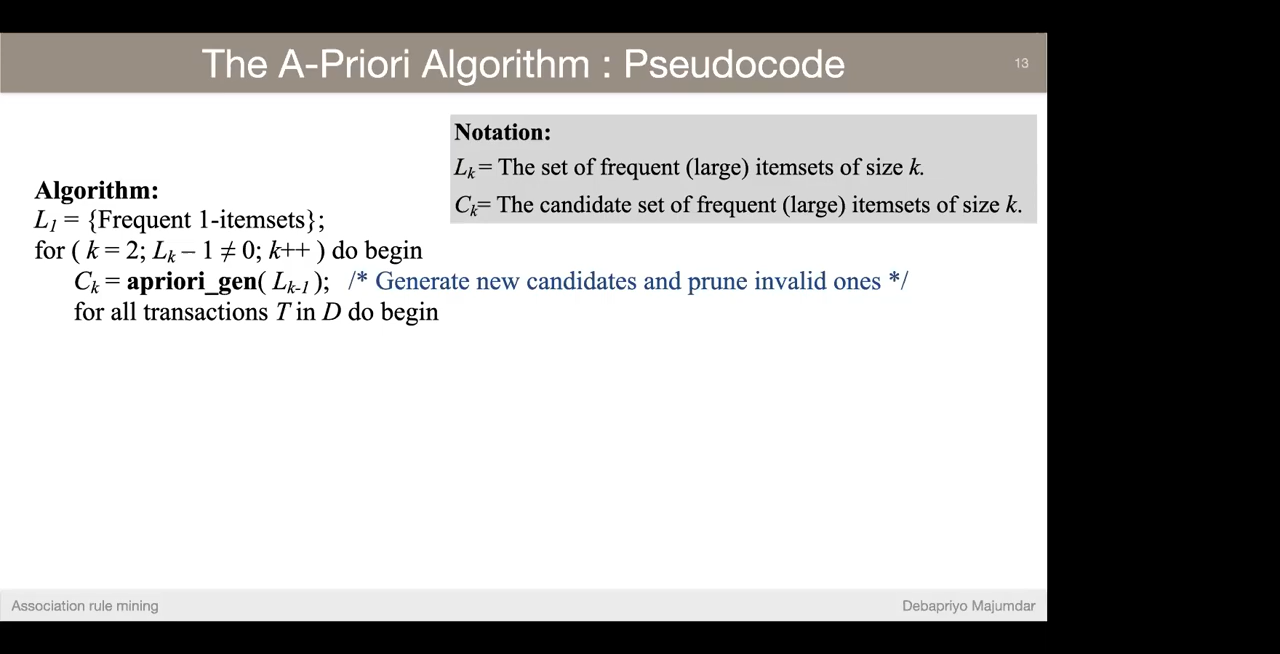 The A-Priori Algorithm : Pseudocode
13
Notation:
Lk= The set of frequent (large) itemsets of size k.
Ck= The candidate set of frequent (large) itemsets of size k.
Algorithm:
L1 = {Frequent 1-itemsets};
for ( k = 2; Lk – 1 ≠ 0; k++ ) do begin
Ck = apriori_gen( Lk-1 ); /* Generate new candidates and prune invalid ones */
for all transactions T in D do begin
Association rule mining
Debapriyo Majumdar